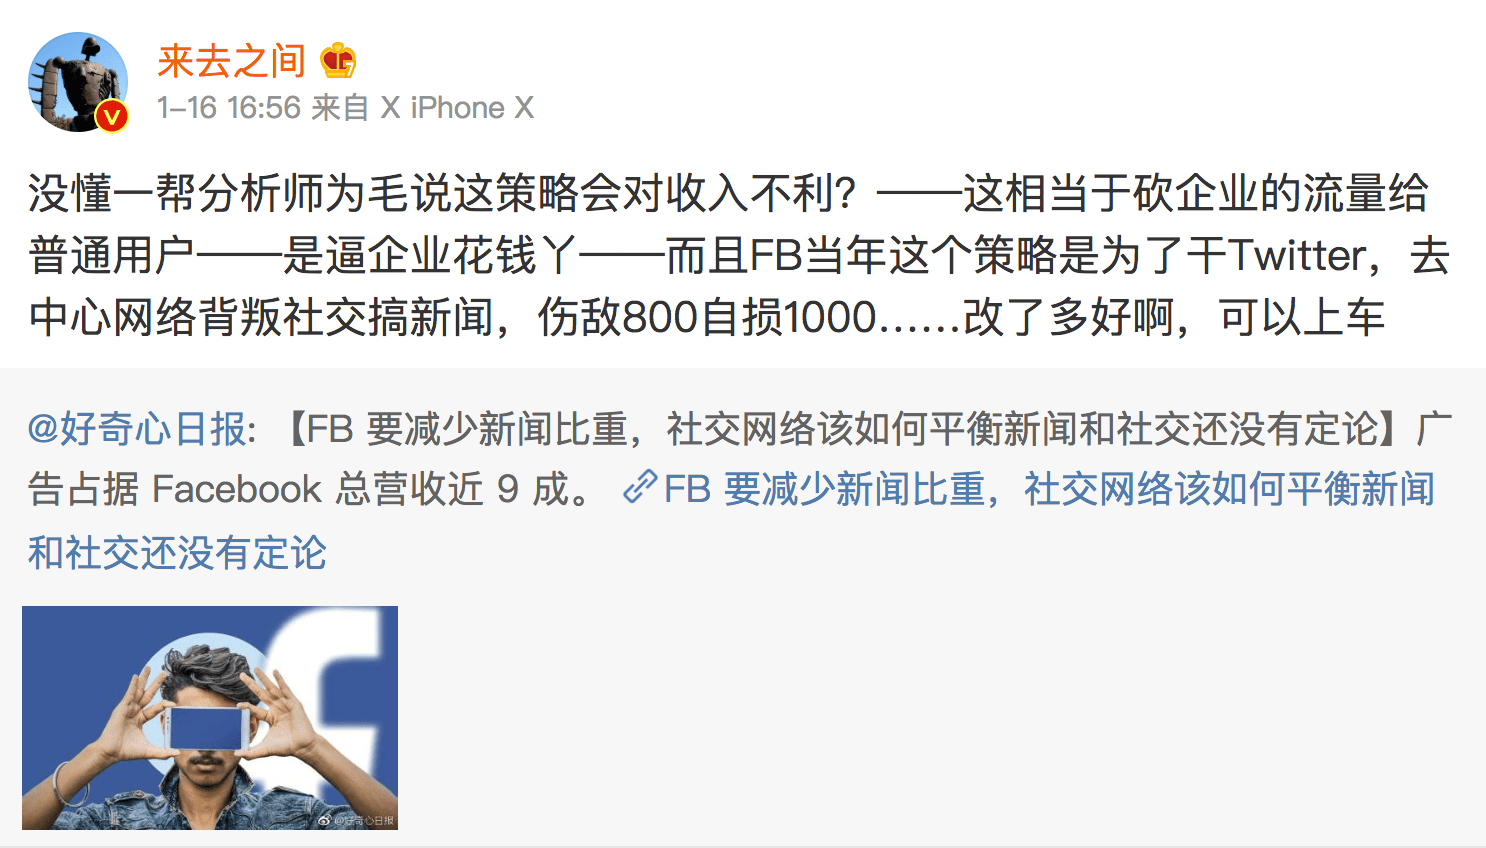 来去之间
1-16 16:56 来自 X iPhone X
没懂一帮分析师为毛说这策略会对收入不利？——这相当于砍企业的流量给
普通用户——是逼企业花钱丫——而且FB当年这个策略是为了干Twitter，去
中心网络背叛社交搞新闻，伤敌800自损1000……改了多好啊，可以上车
@好奇心日报:【FB 要减少新闻比重，社交网络该如何平衡新闻和社交还没有定论】广
告占据 Facebook 总营收近 9 成。 FB 要减少新闻比重，社交网络该如何平衡新闻
和社交还没有定论
@好奇心日报